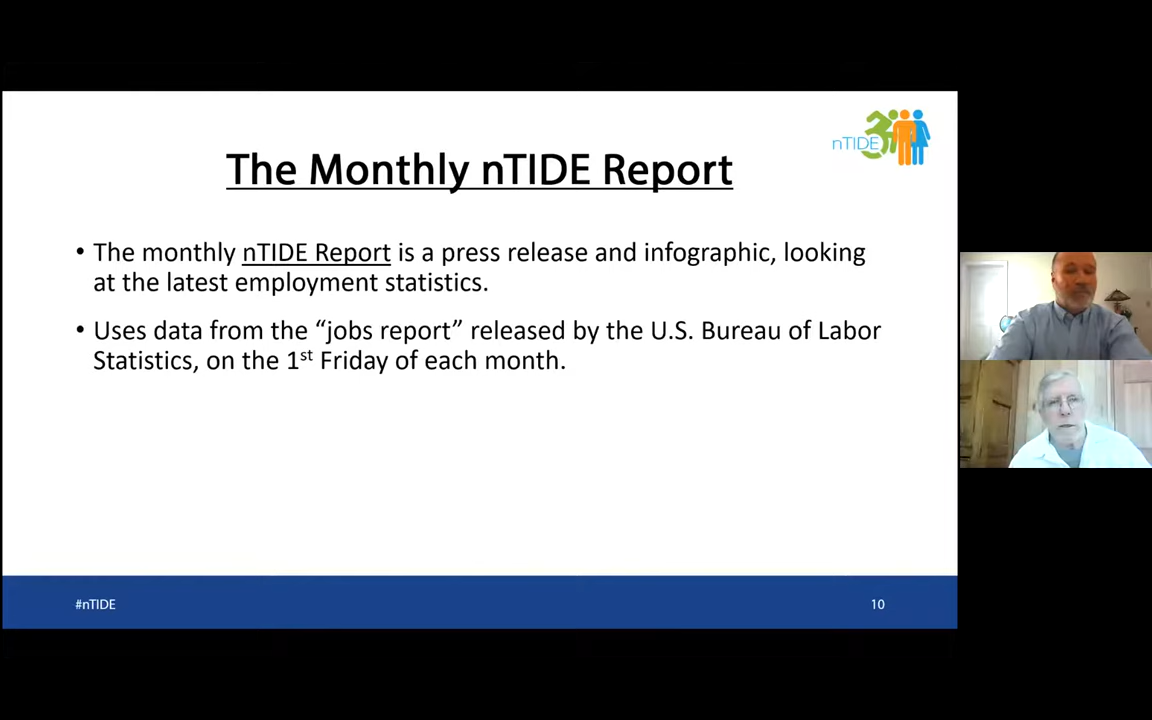 nTIDE
The Monthly nTIDE Report
• The monthly nTIDE Report is a press release and infographic, looking
at the latest employment statistics.
• Uses data from the “jobs report” released by the U.S. Bureau of Labor
Statistics, on the 1st Friday of each month.
#nTIDE
10